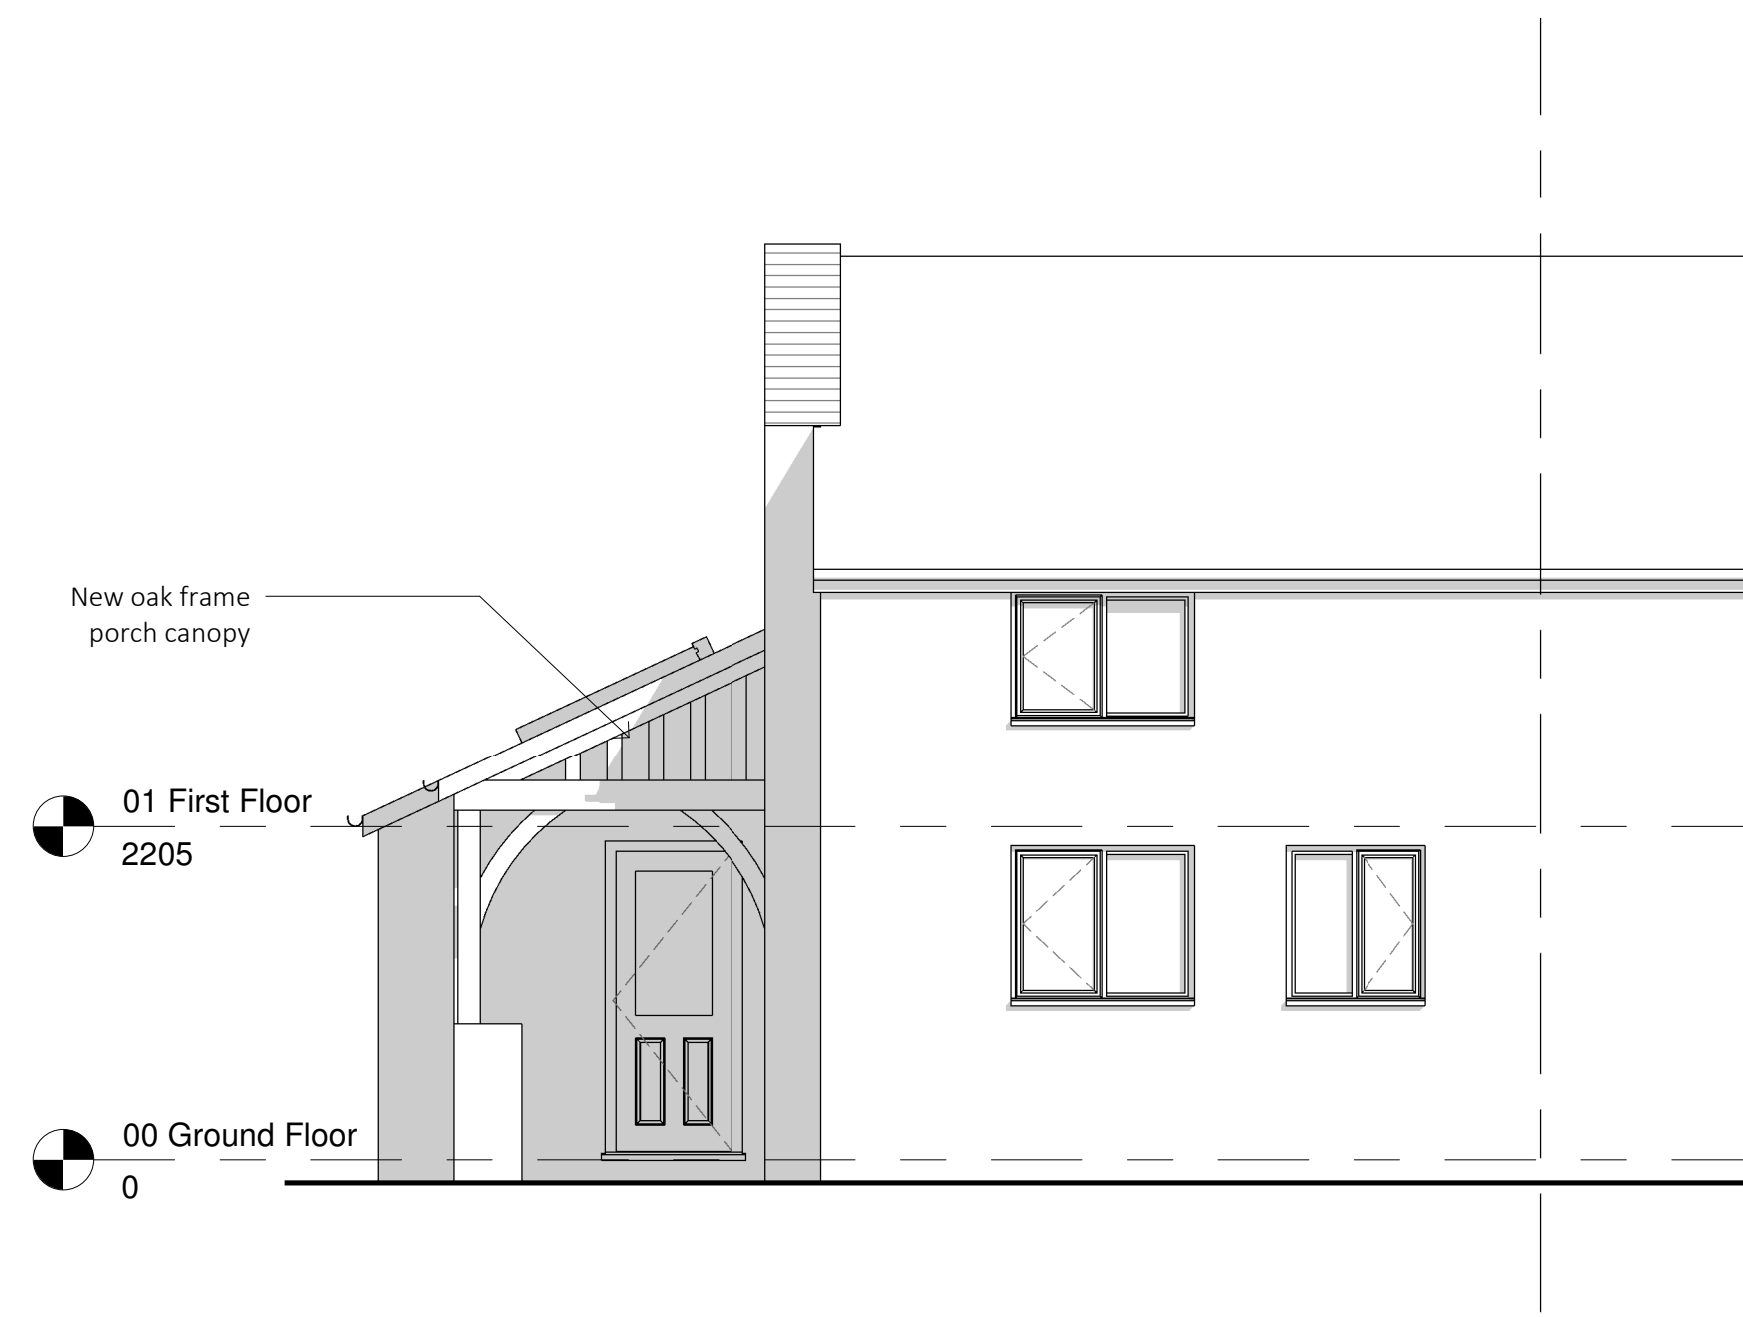 New oak frame
porch canopy
01 First Floor
2205
00 Ground Floor
0